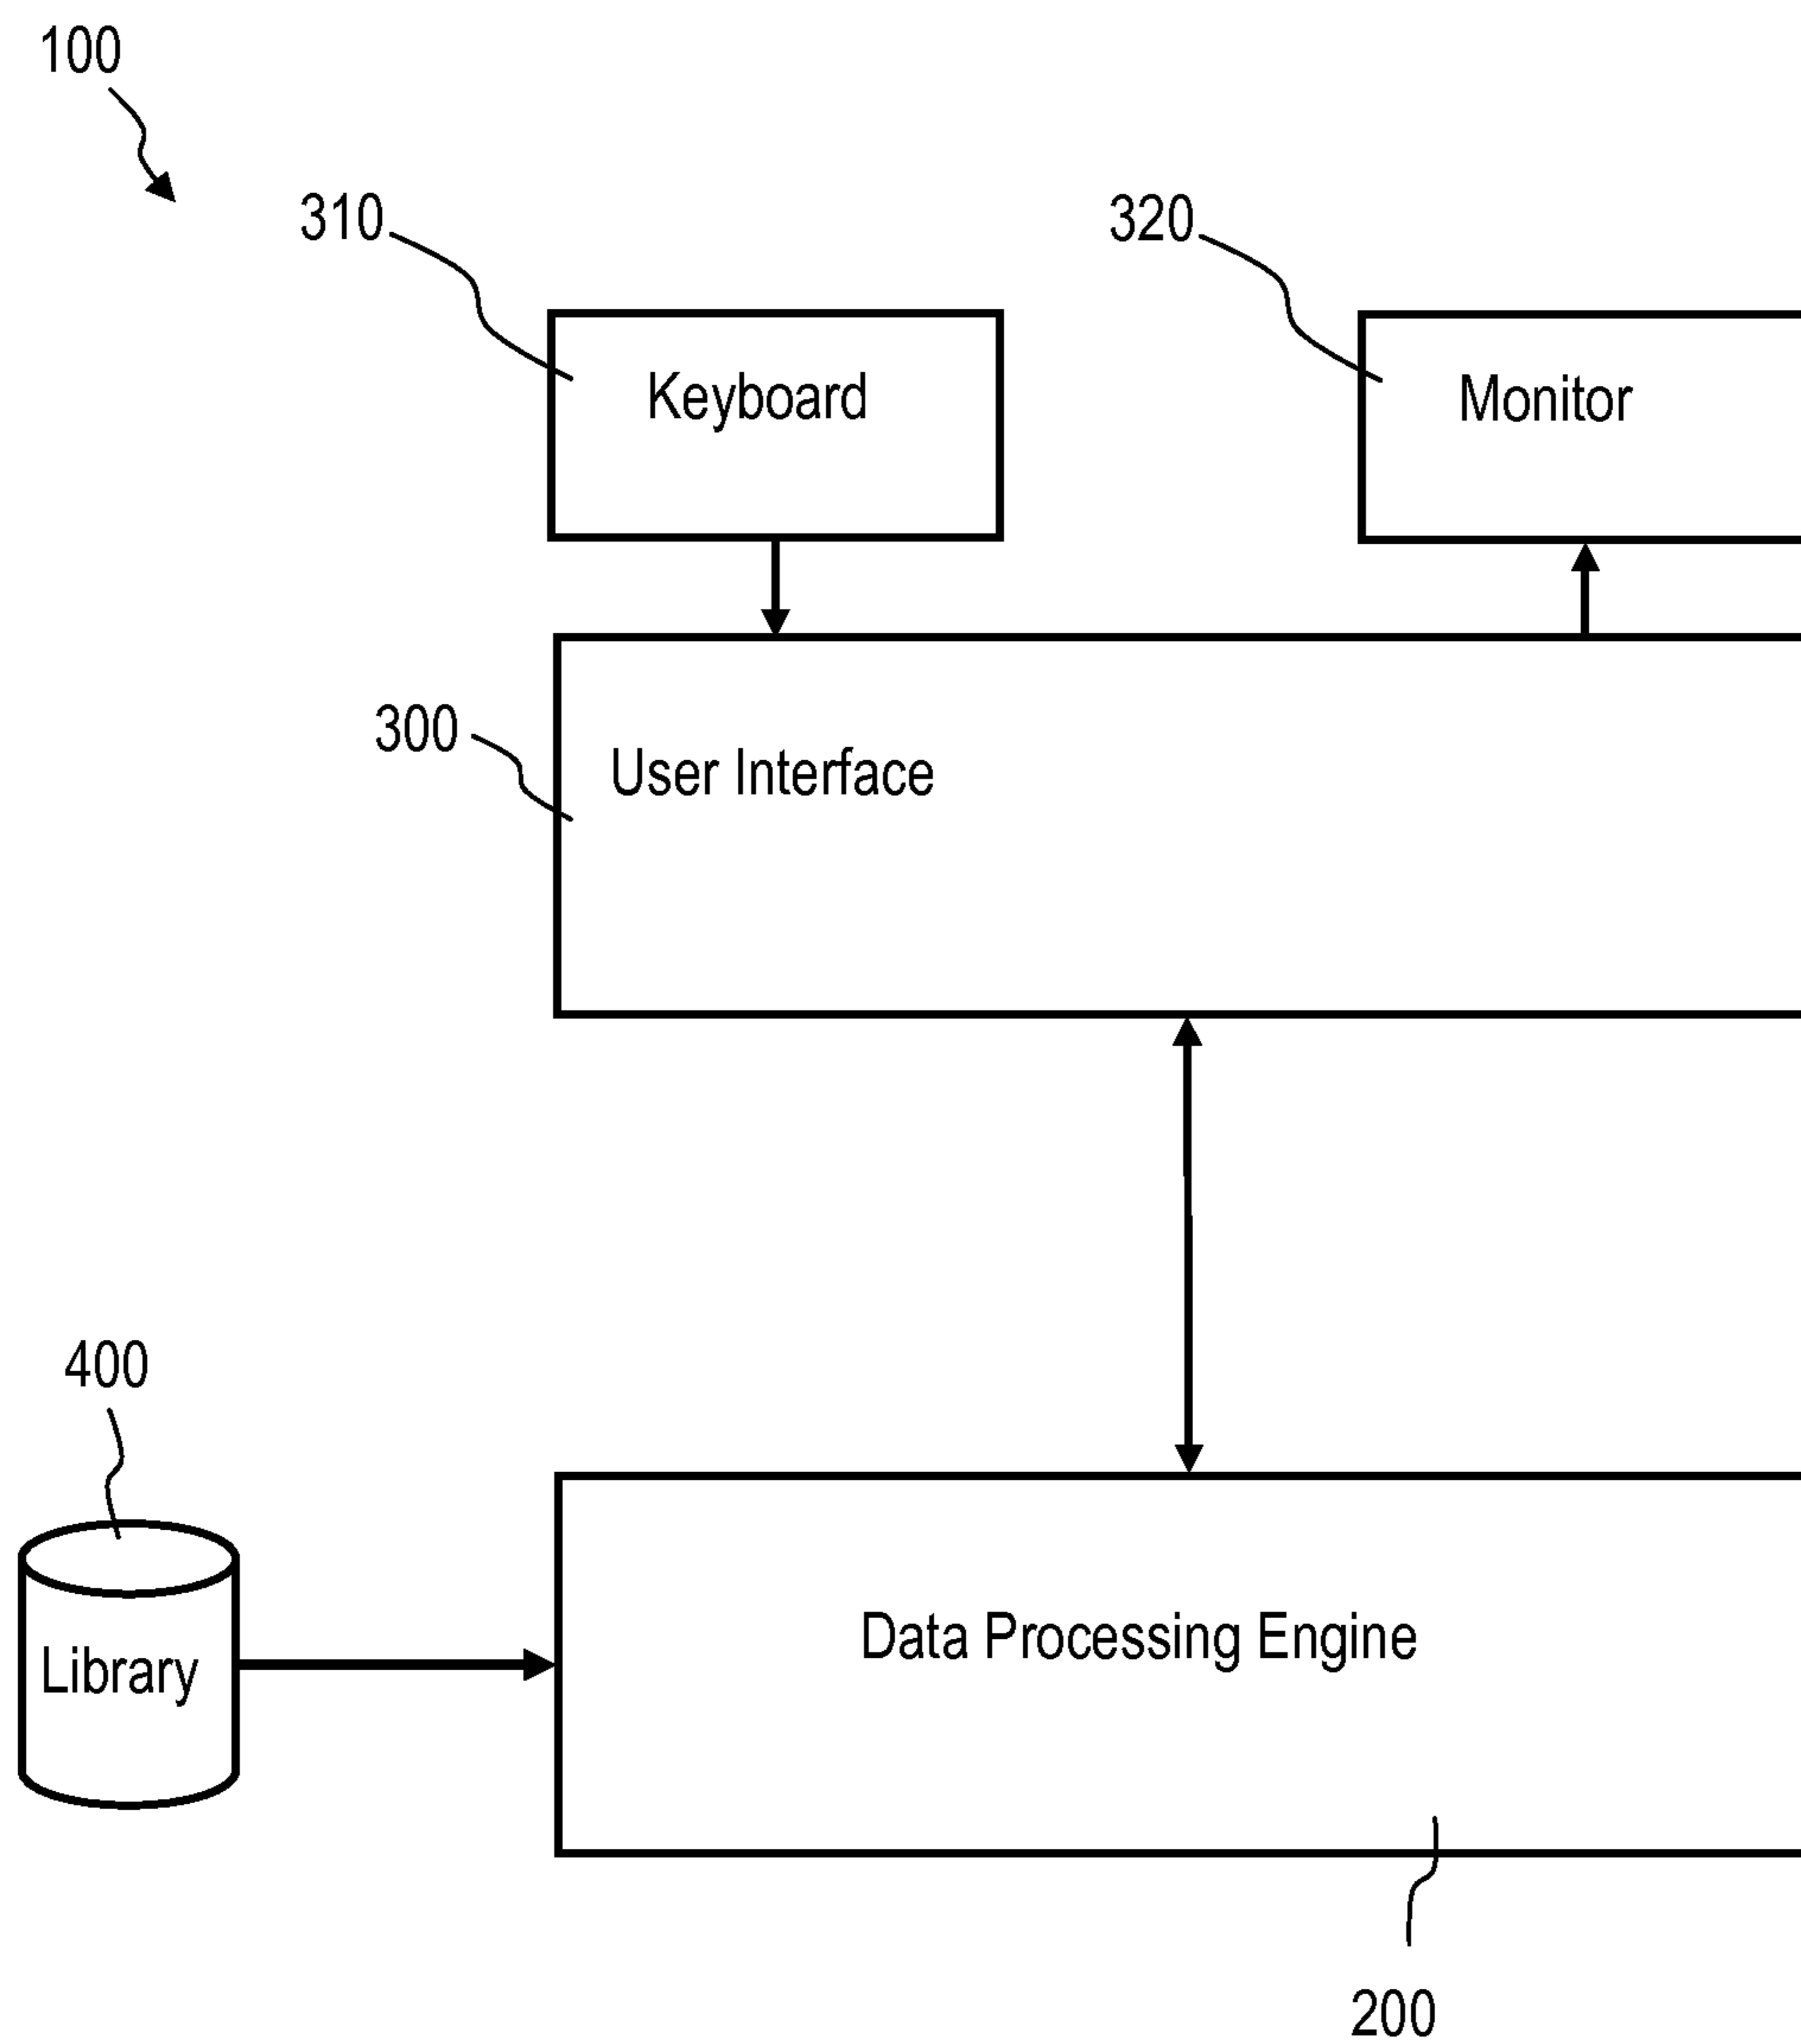 100
310
320
Keyboard
Monitor
300
User Interface
400
Data Processing Engine
Library
200